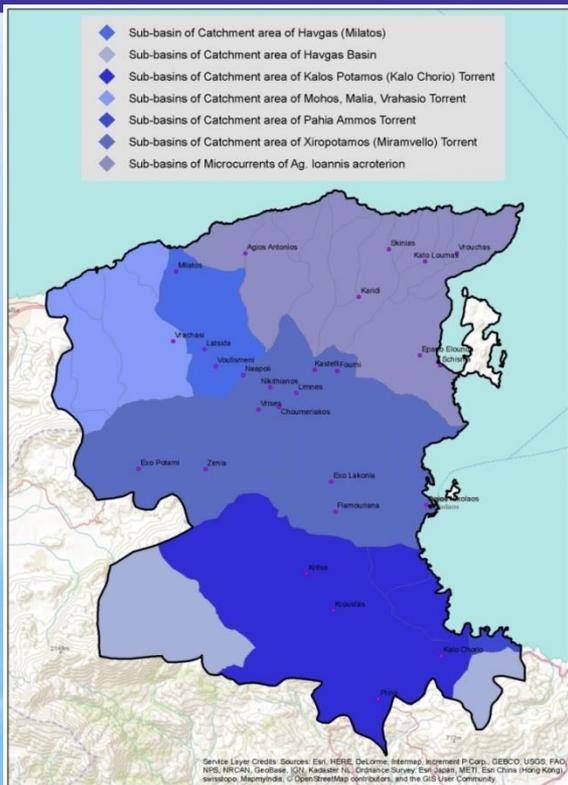 Sub-basin of Catchment area of Havgas (Milatos)
Sub-basins of Catchment area of Havgas Basin
Sub-basins of Catchment area of Kalos Potamos (Kalo Chorio) Torrent
Sub-basins of Catchment area of Mohos, Malia, Vrahasio Torrent
Sub-basins of Catchment area of Pahia Ammos Torrent
Sub-basins of Catchment area of Xiropotamos (Miramvello) Torrent
Sub-basins of Microcurrents of Ag. Ioannis acroterion
Agios Antonios
Skinias
Vrouchas
Kato Loumas
Milatos
Karidi
Vrachasi
Latsida
Epano Elounda
Schisma
Voulismeni
Neapoli
Kastelli
Fourni
Nikithianos
Limnes
Vrises
Choumeriakos
Exo Potami
Zenia
Exo Lakonia
Flamouriana
Kritsa
Kroustas
Kalo Chorio
Prina
Service Layer Credits: Sources: Esri, HERE, DeLorme, Intermap, increment P Corp., GEBCO, USGS, FAO,
NPS, NRCAN, GeoBase, IGN, Kadaster NL, Ordnance Survey, Esri Japan, METI, Esri China (Hong Kong),
swisstopo, MapmyIndia, © OpenStreetMap contributors, and the GIS User Community